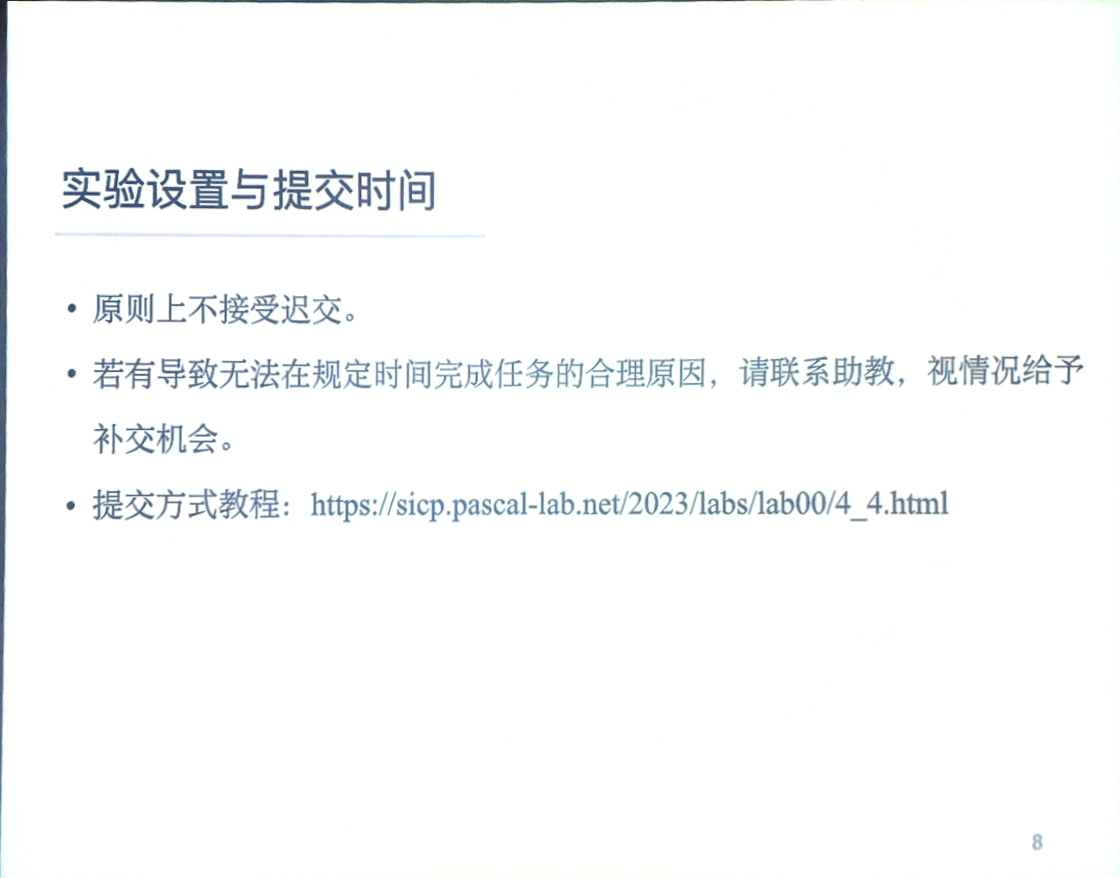 实验设置与提交时间
• 原则上不接受迟交。
• 若有导致无法在规定时间完成任务的合理原因，请联系助教，视情况给予
补交机会。
• 提交方式教程：https://sicp.pascal-lab.net/2023/labs/lab00/4_4.html
8